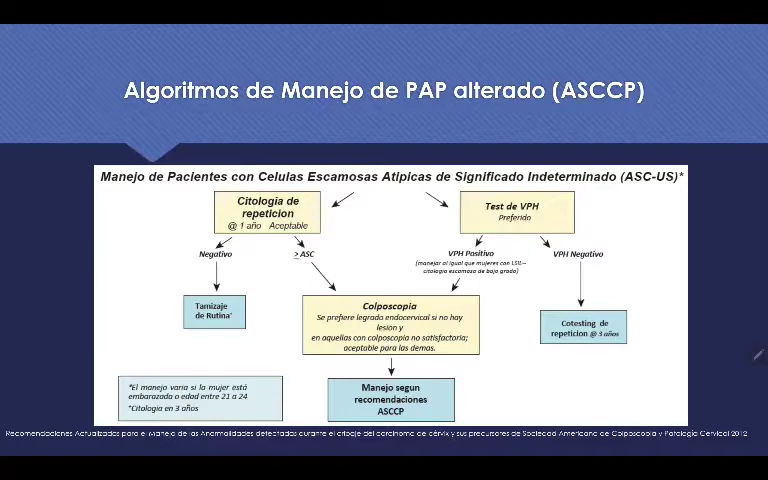 Algoritmos de Manejo de PAP alterado (ASCCP)
Manejo de Pacientes con Celulas Escamosas Atipicas de Significado Indeterminado (ASC-US)*
Citologia de
repeticion
@ 1 año Aceptable
Test de VPH
Preferido
Negativo
> ASC
VPH Positivo
(manejar al igual que mujeres con LSIL--
citologia escamosa de bajo grado)
VPH Negativo
Tamizaje
de Rutina+
Colposcopia
Se prefiere legrado endocervical si no hay
lesion y
en aquellas con colposcopia no satisfactoria;
aceptable para las demas.
Cotesting de
repeticion @ 3 años
Manejo segun
recomendaciones
ASCCP
*El manejo varia si la mujer está
embarazada o edad entre 21 a 24
+Citologia en 3 años
Recomendaciones Actualizadas para el Manejo de las Anormalidades detectadas durante el cribaje del carcinoma de cérvix y sus precursores de Sociedad Americana de Colposcopia y Patología Cervical 2012